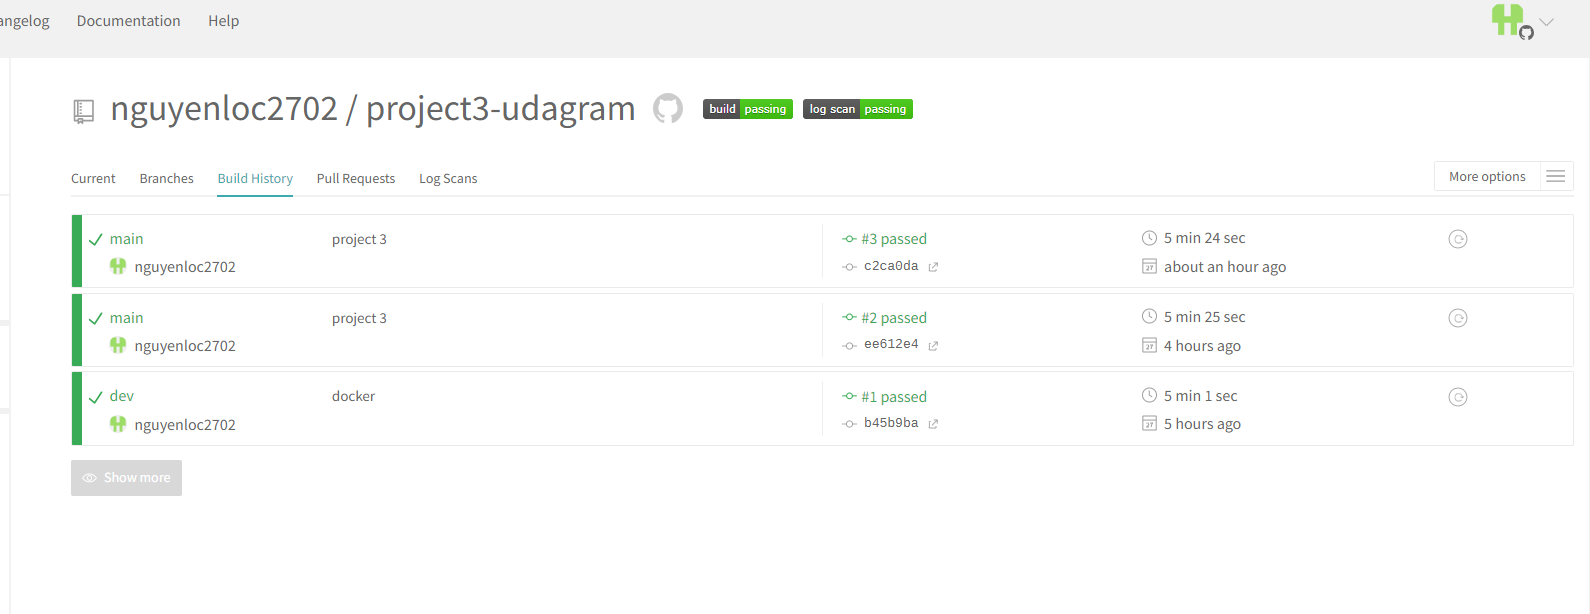 angelog Documentation Help
nguyenloc2702 / project3-udagram build passing log scan passing
Current Branches Build History Pull Requests Log Scans More options
main project 3 #3 passed 5 min 24 sec
nguyenloc2702 c2ca0da 27 about an hour ago
main project 3 #2 passed 5 min 25 sec
nguyenloc2702 ee612e4 27 4 hours ago
dev docker #1 passed 5 min 1 sec
nguyenloc2702 b45b9ba 27 5 hours ago
Show more